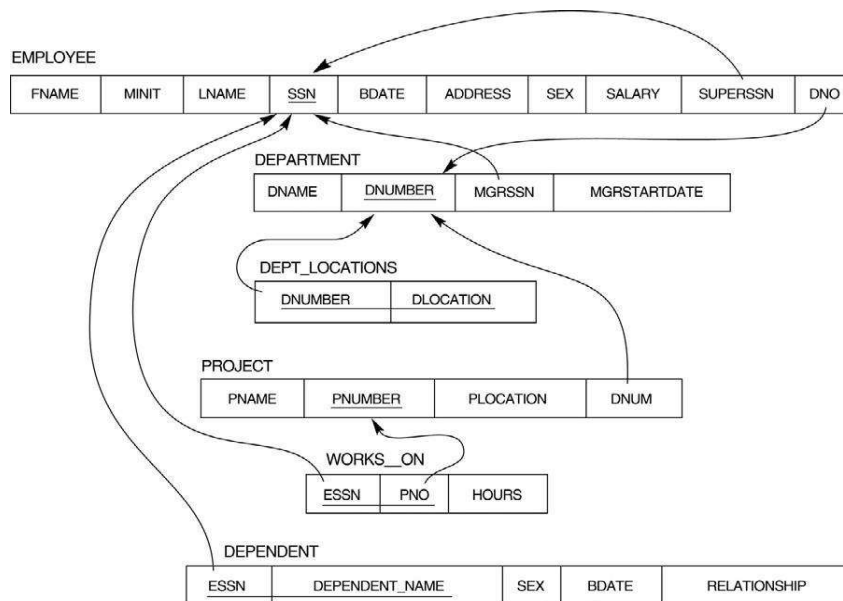 EMPLOYEE
FNAME MINIT LNAME SSN BDATE ADDRESS SEX SALARY SUPERSSN DNO
DEPARTMENT
DNAME DNUMBER MGRSSN MGRSTARTDATE
DEPT_LOCATIONS
DNUMBER DLOCATION
PROJECT
PNAME PNUMBER PLOCATION DNUM
WORKS__ON
ESSN PNO HOURS
DEPENDENT
ESSN DEPENDENT_NAME SEX BDATE RELATIONSHIP